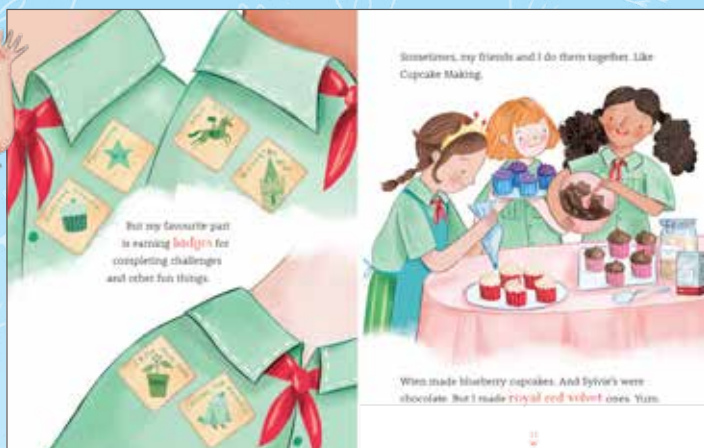 But my favourite part
is earning badges for
completing challenges
and other fun things.
Sometimes, my friends and I do them together. Like
Cupcake Making.
Wren made blueberry cupcakes. And Sylvie's were
chocolate. But I made royal red velvet ones. Yum.